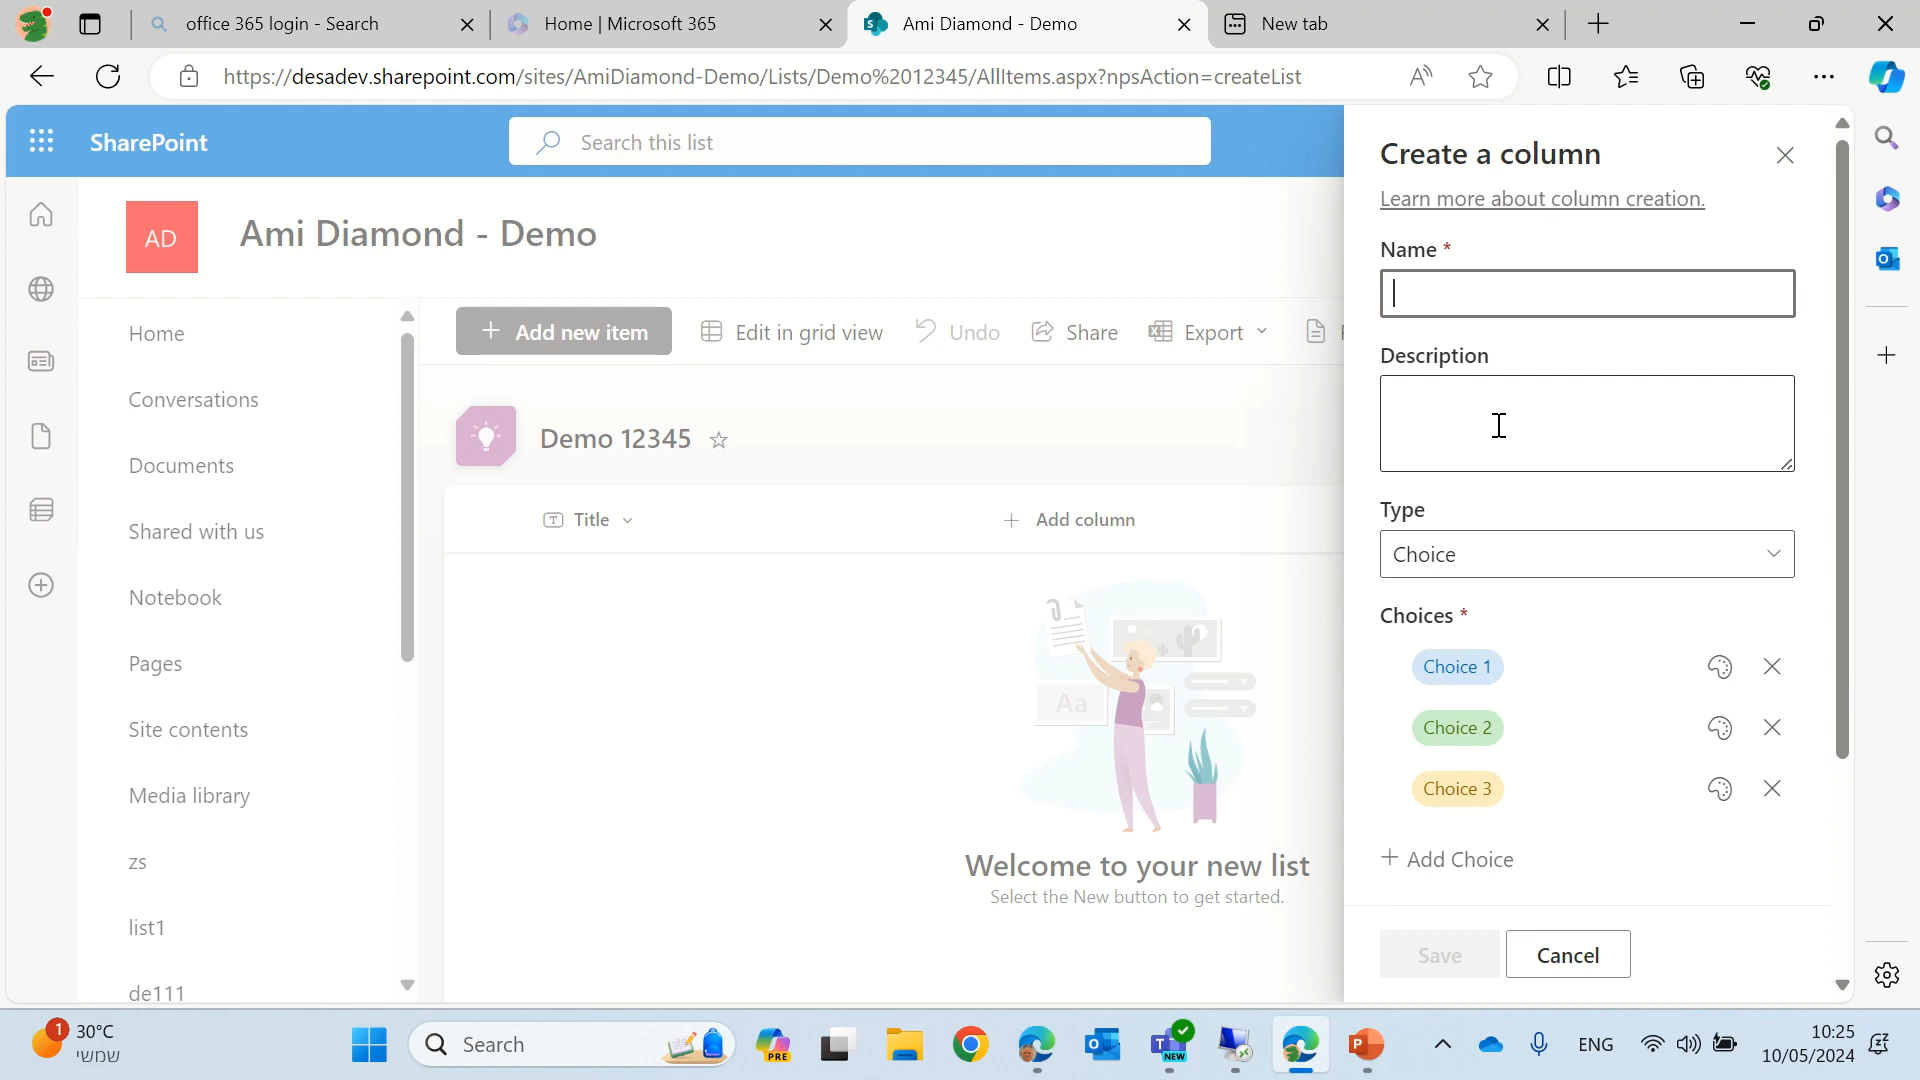 office 365 login - Search
Home | Microsoft 365
Ami Diamond - Demo
New tab
https://desadev.sharepoint.com/sites/AmiDiamond-Demo/Lists/Demo%2012345/AllItems.aspx?npsAction=createList
SharePoint
Search this list
AD
Ami Diamond - Demo
Home
Conversations
Documents
Shared with us
Notebook
Pages
Site contents
Media library
zs
list1
de111
+ Add new item
Edit in grid view
Undo
Share
Export
Demo 12345
Title
+ Add column
Aa
Welcome to your new list
Select the New button to get started.
Create a column
Learn more about column creation.
Name *
Description
Type
Choice
Choices *
Choice 1
Choice 2
Choice 3
+ Add Choice
Save
Cancel
1
30°C
שמשי
Search
PRE
NEW
ENG
10:25
10/05/2024